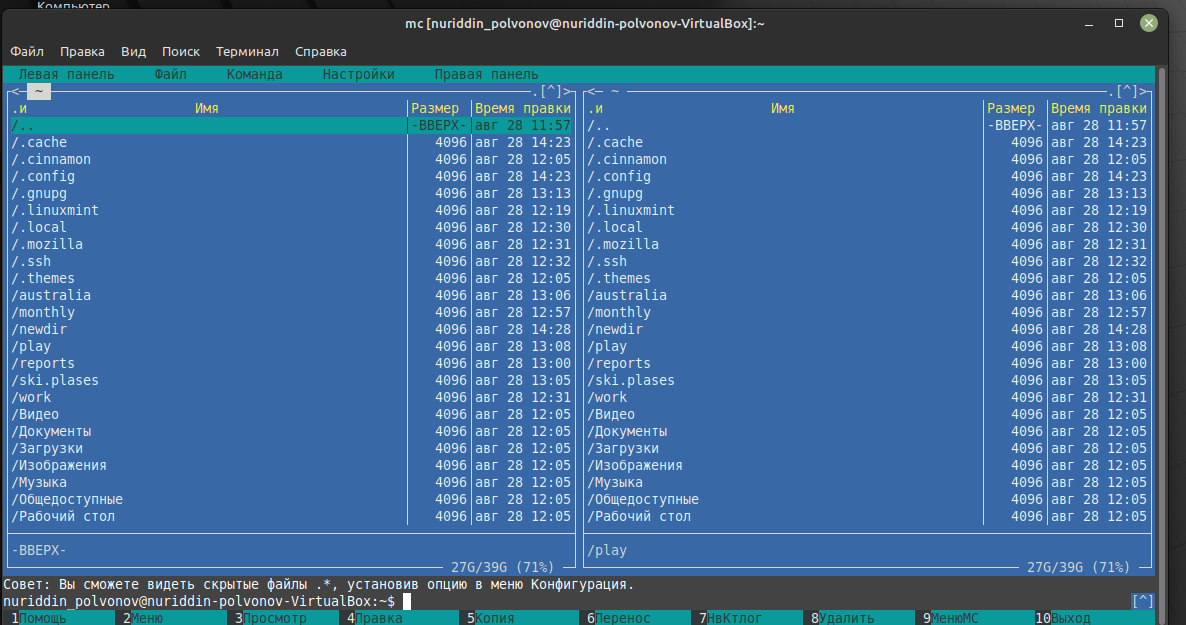 Компьютер
mc [nuriddin_polvonov@nuriddin-polvonov-VirtualBox]:~
Файл Правка Вид Поиск Терминал Справка
Левая панель Файл Команда Настройки Правая панель
<─ ~ .[^]> <─ ~ .[^]>
.и Имя Размер Время правки .и Имя Размер Время правки
/.. -ВВЕРХ- авг 28 11:57 /.. -ВВЕРХ- авг 28 11:57
/.cache 4096 авг 28 14:23 /.cache 4096 авг 28 14:23
/.cinnamon 4096 авг 28 12:05 /.cinnamon 4096 авг 28 12:05
/.config 4096 авг 28 14:23 /.config 4096 авг 28 14:23
/.gnupg 4096 авг 28 13:13 /.gnupg 4096 авг 28 13:13
/.linuxmint 4096 авг 28 12:19 /.linuxmint 4096 авг 28 12:19
/.local 4096 авг 28 12:30 /.local 4096 авг 28 12:30
/.mozilla 4096 авг 28 12:31 /.mozilla 4096 авг 28 12:31
/.ssh 4096 авг 28 12:32 /.ssh 4096 авг 28 12:32
/.themes 4096 авг 28 12:05 /.themes 4096 авг 28 12:05
/australia 4096 авг 28 13:06 /australia 4096 авг 28 13:06
/monthly 4096 авг 28 12:57 /monthly 4096 авг 28 12:57
/newdir 4096 авг 28 14:28 /newdir 4096 авг 28 14:28
/play 4096 авг 28 13:08 /play 4096 авг 28 13:08
/reports 4096 авг 28 13:00 /reports 4096 авг 28 13:00
/ski.plases 4096 авг 28 13:05 /ski.plases 4096 авг 28 13:05
/work 4096 авг 28 12:31 /work 4096 авг 28 12:31
/Видео 4096 авг 28 12:05 /Видео 4096 авг 28 12:05
/Документы 4096 авг 28 12:05 /Документы 4096 авг 28 12:05
/Загрузки 4096 авг 28 12:05 /Загрузки 4096 авг 28 12:05
/Изображения 4096 авг 28 12:05 /Изображения 4096 авг 28 12:05
/Музыка 4096 авг 28 12:05 /Музыка 4096 авг 28 12:05
/Общедоступные 4096 авг 28 12:05 /Общедоступные 4096 авг 28 12:05
/Рабочий стол 4096 авг 28 12:05 /Рабочий стол 4096 авг 28 12:05
-ВВЕРХ- /play
27G/39G (71%) 27G/39G (71%)
Совет: Вы сможете видеть скрытые файлы .*, установив опцию в меню Конфигурация.
nuriddin_polvonov@nuriddin-polvonov-VirtualBox:~$ [^]
1Помощь 2Меню 3Просмотр 4Правка 5Копия 6Перенос 7НвКтлог 8Удалить 9МенюMC 10Выход